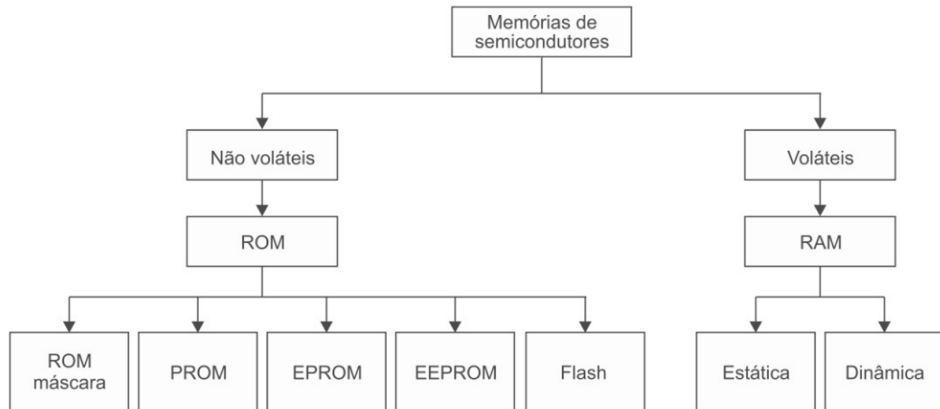 Memórias de
semicondutores
Não voláteis
Voláteis
ROM
RAM
ROM
máscara
PROM
EPROM
EEPROM
Flash
Estática
Dinâmica